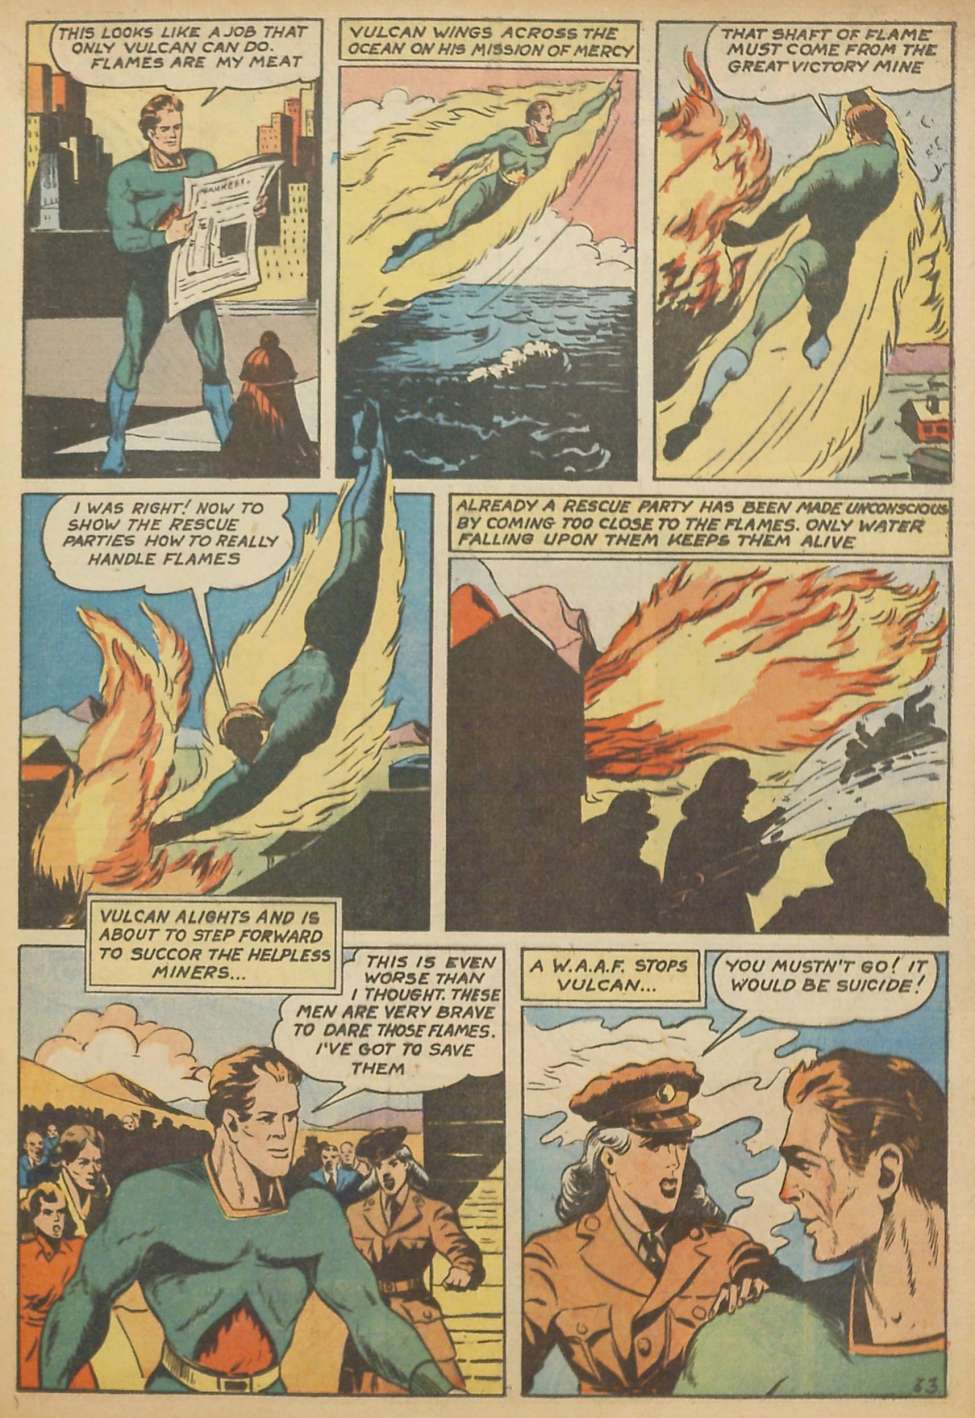 THIS LOOKS LIKE A JOB THAT
ONLY VULCAN CAN DO.
FLAMES ARE MY MEAT
VULCAN WINGS ACROSS THE
OCEAN ON HIS MISSION OF MERCY
THAT SHAFT OF FLAME
MUST COME FROM THE
GREAT VICTORY MINE
I WAS RIGHT! NOW TO
SHOW THE RESCUE
PARTIES HOW TO REALLY
HANDLE FLAMES
ALREADY A RESCUE PARTY HAS BEEN MADE UNCONSCIOUS
BY COMING TOO CLOSE TO THE FLAMES. ONLY WATER
FALLING UPON THEM KEEPS THEM ALIVE
VULCAN ALIGHTS AND IS
ABOUT TO STEP FORWARD
TO SUCCOR THE HELPLESS
MINERS...
THIS IS EVEN
WORSE THAN
I THOUGHT. THESE
MEN ARE VERY BRAVE
TO DARE THOSE FLAMES.
I'VE GOT TO SAVE
THEM
A W.A.A.F. STOPS
VULCAN...
YOU MUSTN'T GO! IT
WOULD BE SUICIDE!